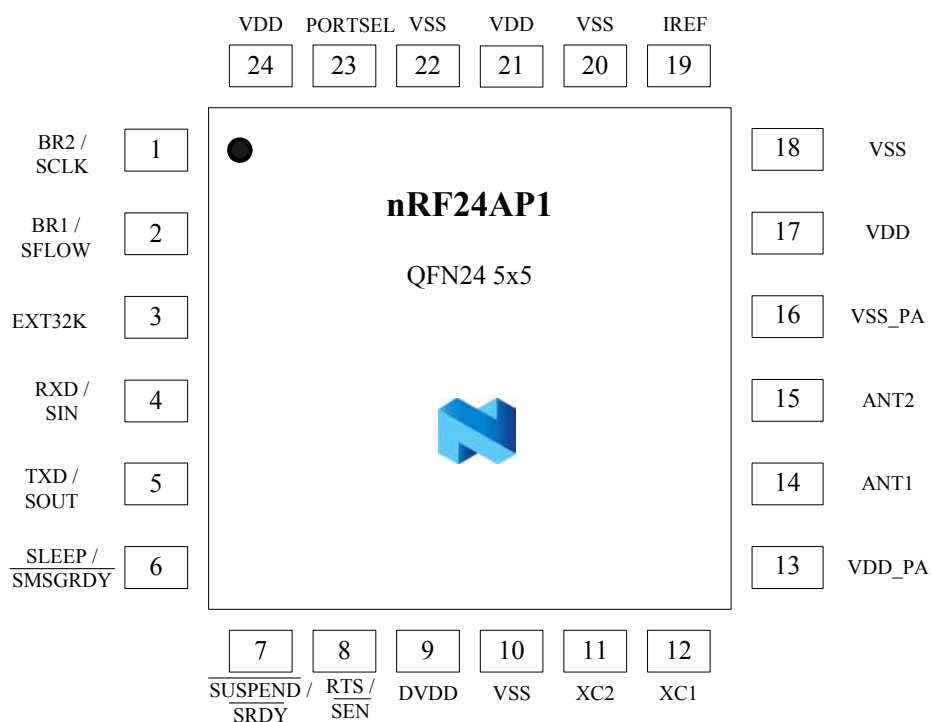 VDD PORTSEL VSS VDD VSS IREF
24 23 22 21 20 19
BR2 /
SCLK
1
BR1 /
SFLOW
2
EXT32K
3
RXD /
SIN
4
TXD /
SOUT
5
SLEEP /
SMSGRDY
6
nRF24AP1
QFN24 5x5
18 VSS
17 VDD
16 VSS_PA
15 ANT2
14 ANT1
13 VDD_PA
7 8 9 10 11 12
SUSPEND /
SRDY
RTS /
SEN
DVDD VSS XC2 XC1